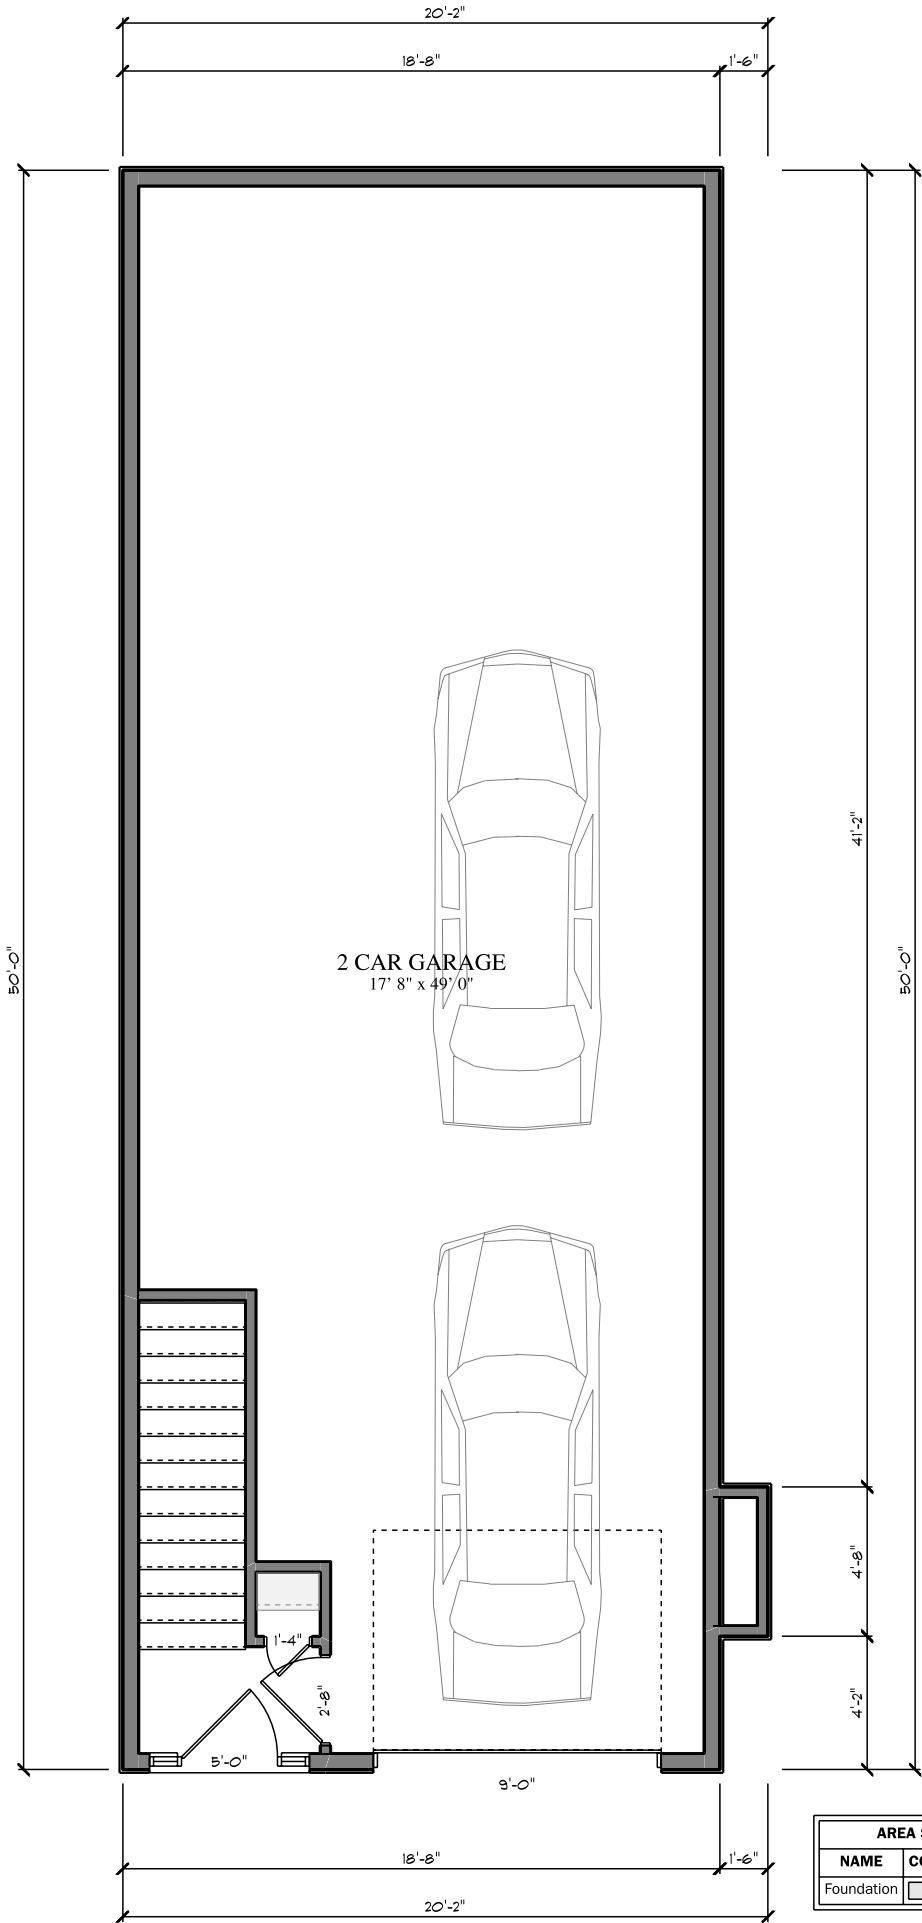 20'-2"
18'-8" 1'-6"
41'-2"
50'-0" 50'-0"
2 CAR GARAGE
17' 8" x 49' 0"
4'-8"
1'-4"
2'-8" 4'-2"
5'-0"
9'-0"
AREA
18'-8" 1'-6"
NAME
Foundation
20'-2"